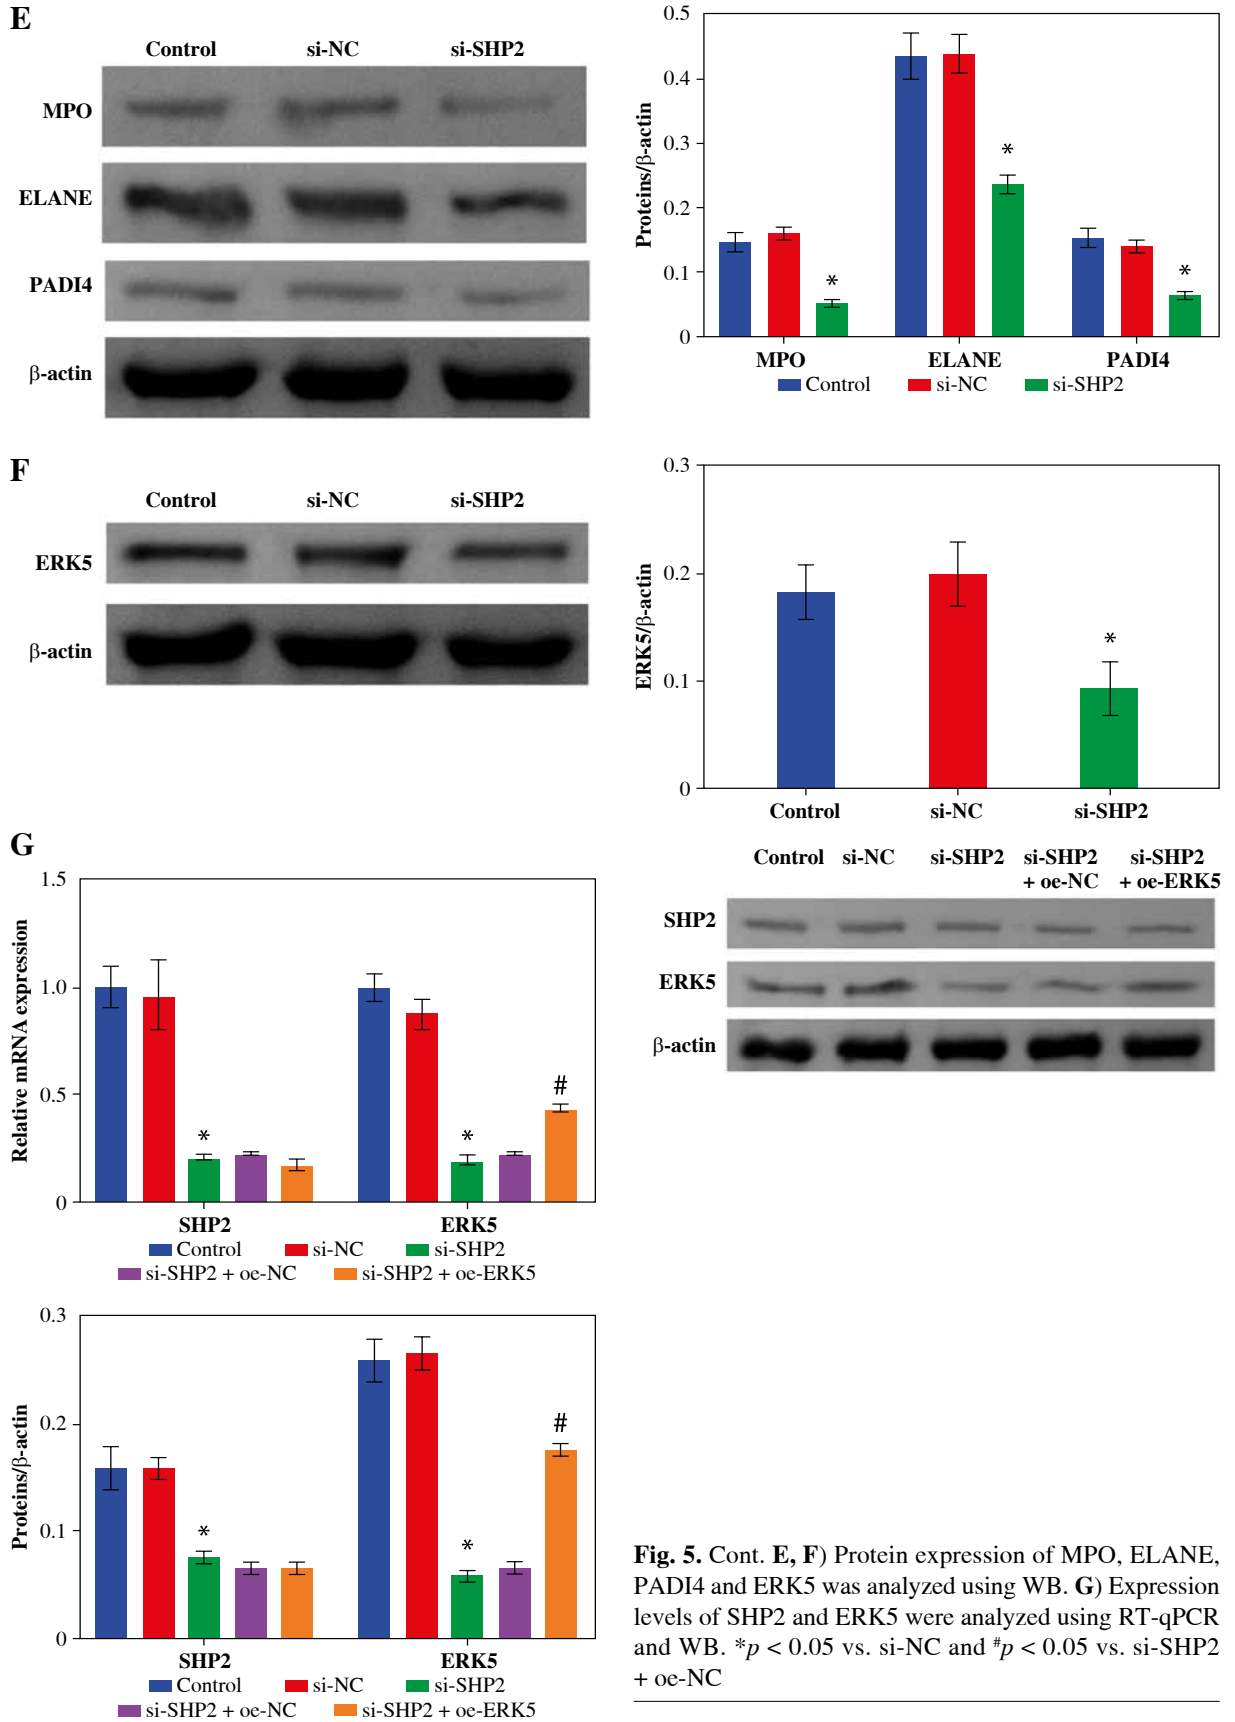 E
Control si-NC si-SHP2
MPO
ELANE
PADI4
β-actin
Proteins/β-actin
0.5
0.4
0.3
0.2
0.1
0
* * *
MPO ELANE PADI4
Control si-NC si-SHP2
F
Control si-NC si-SHP2
ERK5
β-actin
ERK5/β-actin
0.3
0.2
0.1
0
*
Control si-NC si-SHP2
G
Relative mRNA expression
1.5
1.0
0.5
0
* * #
SHP2 ERK5
Control si-NC si-SHP2
si-SHP2 + oe-NC si-SHP2 + oe-ERK5
Control si-NC si-SHP2 si-SHP2 si-SHP2
+ oe-NC + oe-ERK5
SHP2
ERK5
β-actin
Proteins/β-actin
0.3
0.2
0.1
0
* * #
SHP2 ERK5
Control si-NC si-SHP2
si-SHP2 + oe-NC si-SHP2 + oe-ERK5
Fig. 5. Cont. E, F) Protein expression of MPO, ELANE,
PADI4 and ERK5 was analyzed using WB. G) Expression
levels of SHP2 and ERK5 were analyzed using RT-qPCR
and WB. *p < 0.05 vs. si-NC and #p < 0.05 vs. si-SHP2
+ oe-NC